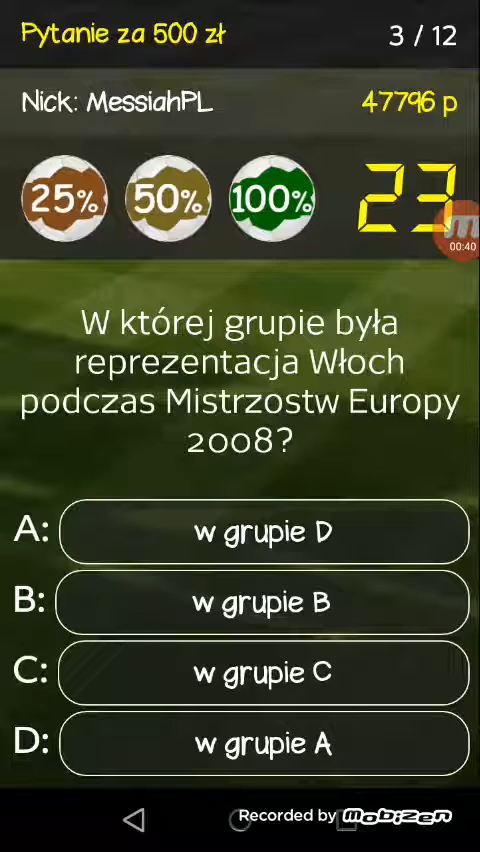 Pytanie za 500 zł
3 / 12
Nick: MessiahPL
47796 p
25%
50%
100%
23
00:40
W której grupie była
reprezentacja Włoch
podczas Mistrzostw Europy
2008?
A: w grupie D
B: w grupie B
C: w grupie C
D: w grupie A
Recorded by Mobizen